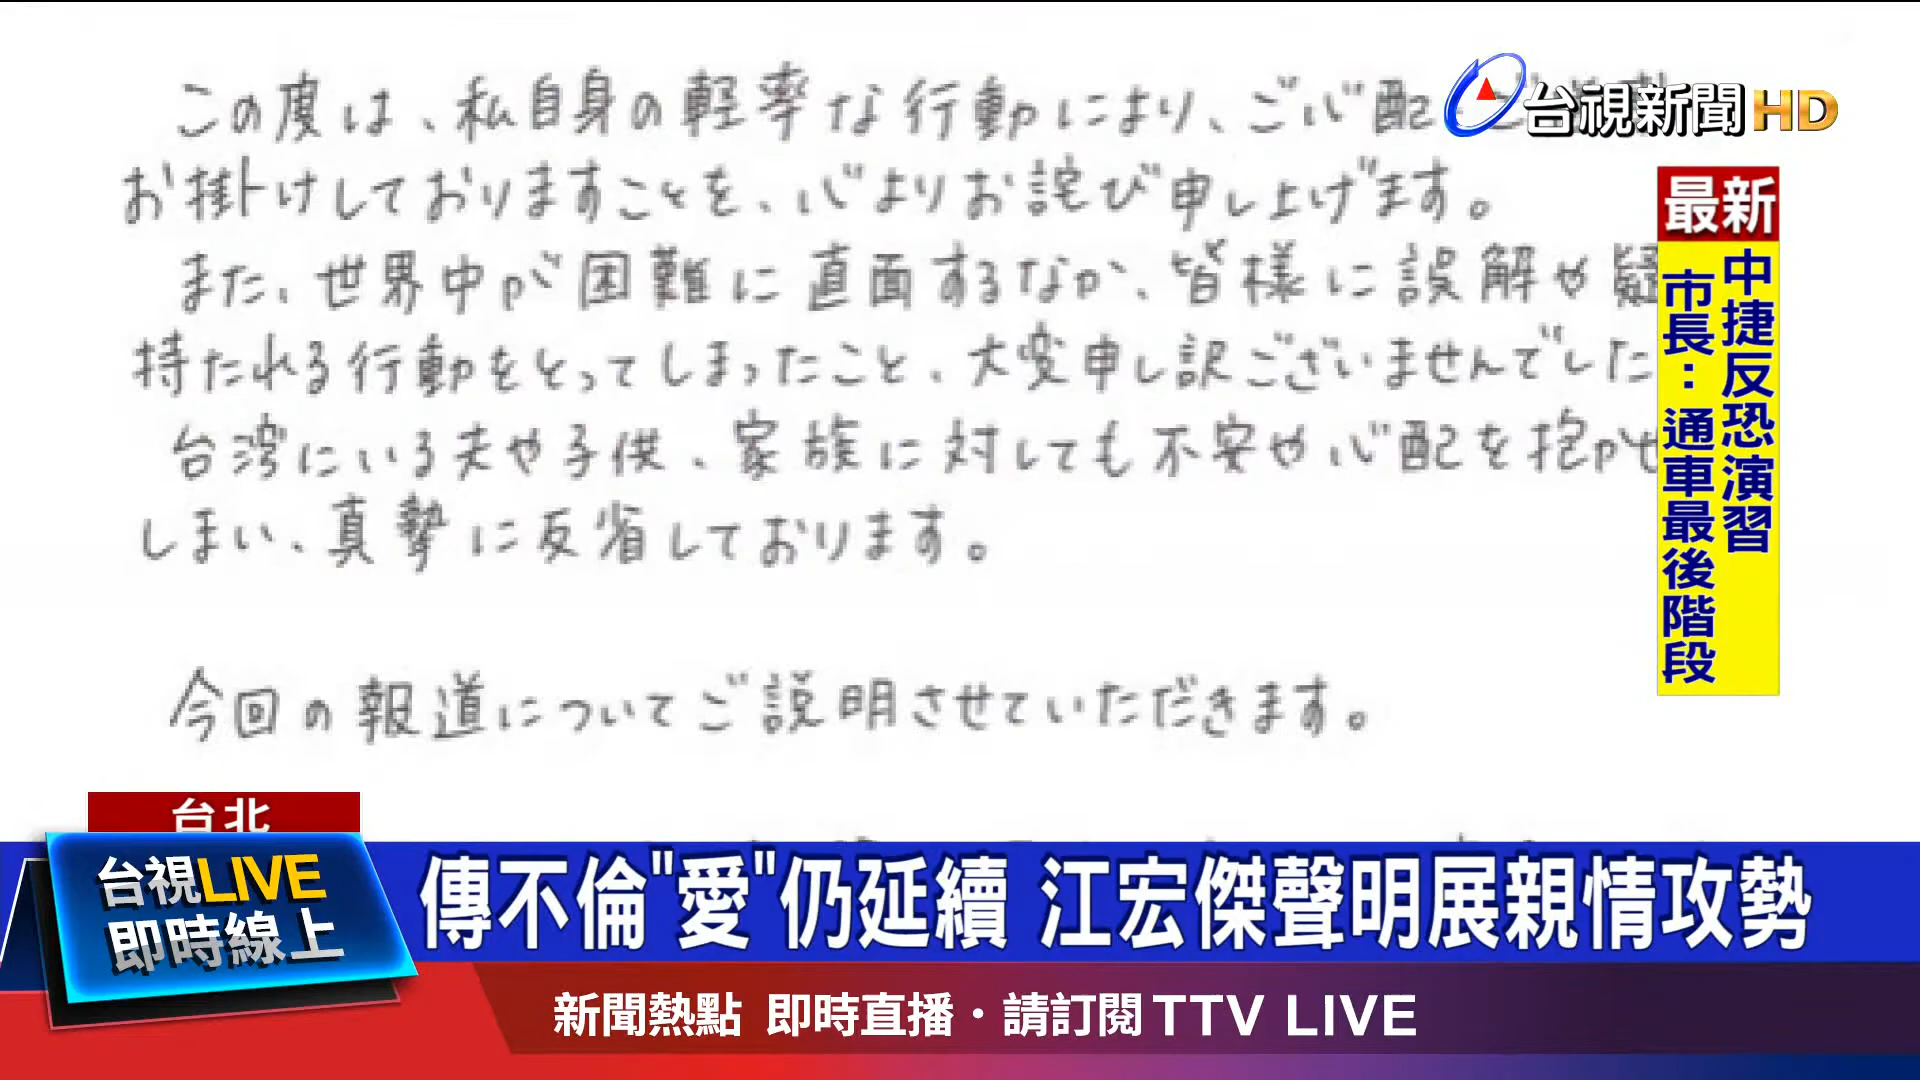 この度は、私自身の軽率な行動により、ご心配
お掛けしておりますことを、心よりお詫び申し上げます。
また、世界中が困難に直面するなか、皆様に誤解や疑
持たれる行動をとってしまったこと、大変申し訳ございませんでした
台湾にいる夫や子供、家族に対しても不安や心配を抱かせ
しまい、真摯に反省しております。
今回の報道についてご説明させていただきます。
台視新聞HD
最新
中捷反恐演習
市長：通車最後階段
台北
台視LIVE
即時線上
傳不倫"愛"仍延續 江宏傑聲明展親情攻勢
新聞熱點 即時直播・請訂閱TTV LIVE